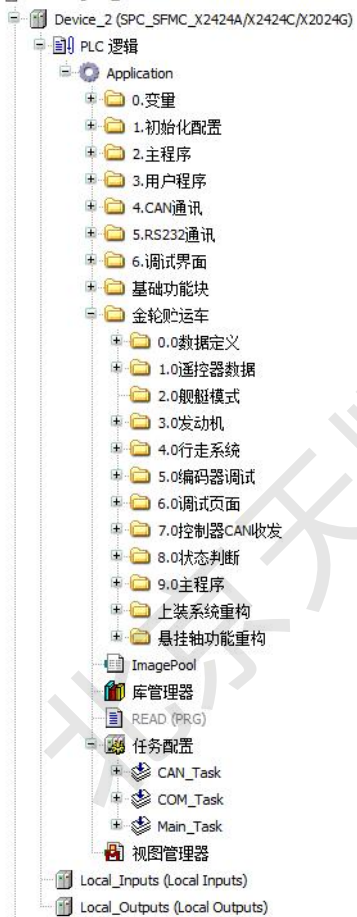 Device_2 (SPC_SFMC_X2424A/X2424C/X2024G)
PLC 逻辑
Application
0.变量
1.初始化配置
2.主程序
3.用户程序
4.CAN通讯
5.RS232通讯
6.调试界面
基础功能块
金轮贮运车
0.0数据定义
1.0遥控器数据
2.0舰艇模式
3.0发动机
4.0行走系统
5.0编码器调试
6.0调试页面
7.0控制器CAN收发
8.0状态判断
9.0主程序
上装系统重构
悬挂轴功能重构
ImagePool
库管理器
READ (PRG)
任务配置
CAN_Task
COM_Task
Main_Task
视图管理器
Local_Inputs (Local Inputs)
Local_Outputs (Local Outputs)
北京天